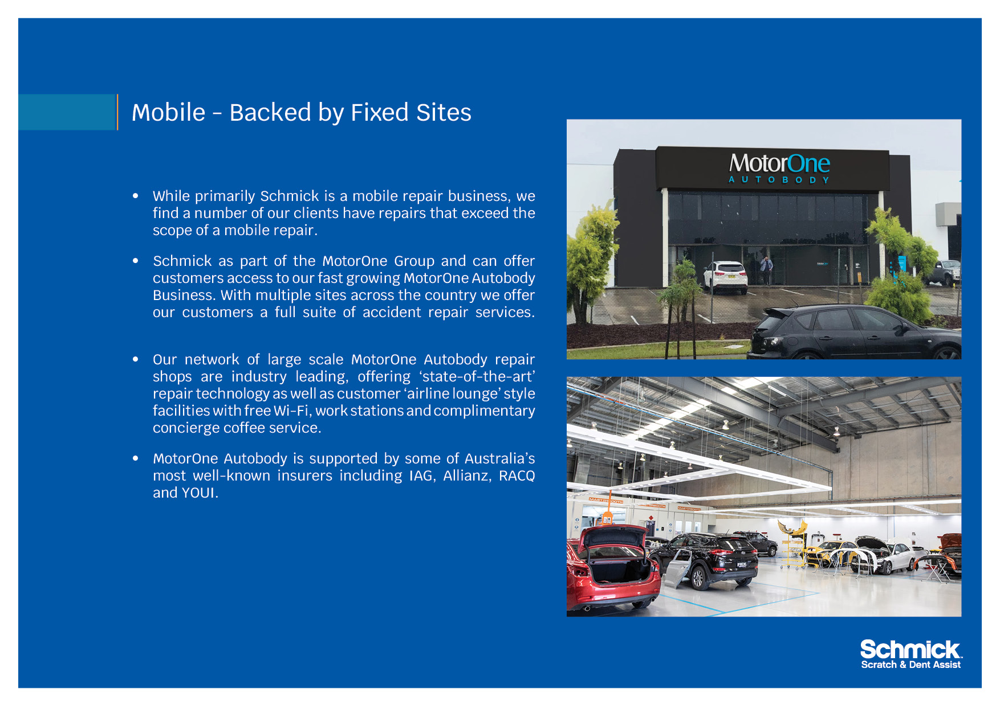 Mobile - Backed by Fixed Sites
• While primarily Schmick is a mobile repair business, we
find a number of our clients have repairs that exceed the
scope of a mobile repair.
• Schmick as part of the MotorOne Group and can offer
customers access to our fast growing MotorOne Autobody
Business. With multiple sites across the country we offer
our customers a full suite of accident repair services.
• Our network of large scale MotorOne Autobody repair
shops are industry leading, offering ‘state-of-the-art’
repair technology as well as customer ‘airline lounge’ style
facilities with free Wi-Fi, work stations and complimentary
concierge coffee service.
• MotorOne Autobody is supported by some of Australia’s
most well-known insurers including IAG, Allianz, RACQ
and YOUI.
MotorOne
AUTOBODY
MotorOne
MASTERBOOTH
MASTERBOOTH
MASTERBOOTH
Schmick
Scratch & Dent Assist